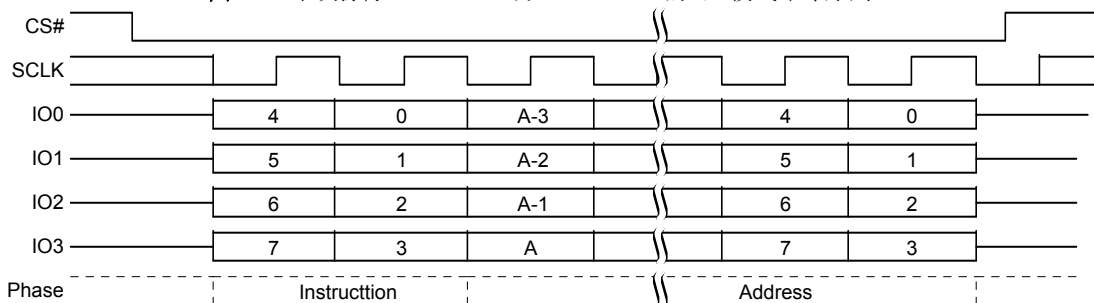 CS#
SCLK
IO0 4 0 A-3 4 0
IO1 5 1 A-2 5 1
IO2 6 2 A-1 6 2
IO3 7 3 A 7 3
Phase Instructtion Address